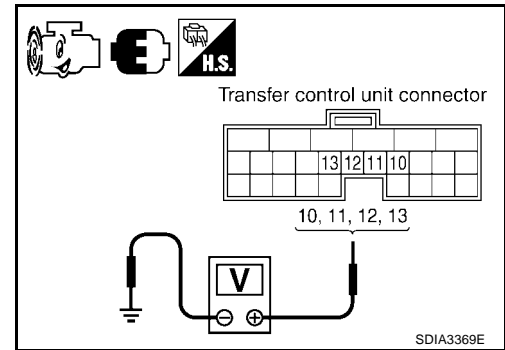 H.S.
Transfer control unit connector
13 12 11 10
10, 11, 12, 13
V
SDIA3369E